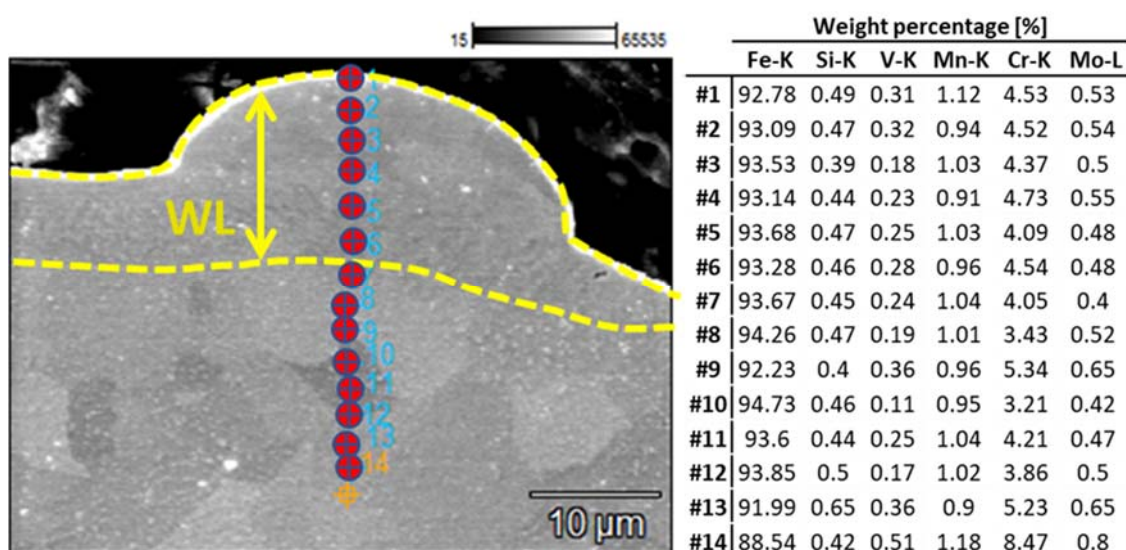 15 65535
WL
1
2
3
4
5
6
7
8
9
10
11
12
13
14
10 µm
Weight percentage [%]
Fe-K Si-K V-K Mn-K Cr-K Mo-L
#1 92.78 0.49 0.31 1.12 4.53 0.53
#2 93.09 0.47 0.32 0.94 4.52 0.54
#3 93.53 0.39 0.18 1.03 4.37 0.5
#4 93.14 0.44 0.23 0.91 4.73 0.55
#5 93.68 0.47 0.25 1.03 4.09 0.48
#6 93.28 0.46 0.28 0.96 4.54 0.48
#7 93.67 0.45 0.24 1.04 4.05 0.4
#8 94.26 0.47 0.19 1.01 3.43 0.52
#9 92.23 0.4 0.36 0.96 5.34 0.65
#10 94.73 0.46 0.11 0.95 3.21 0.42
#11 93.6 0.44 0.25 1.04 4.21 0.47
#12 93.85 0.5 0.17 1.02 3.86 0.5
#13 91.99 0.65 0.36 0.9 5.23 0.65
#14 88.54 0.42 0.51 1.18 8.47 0.8